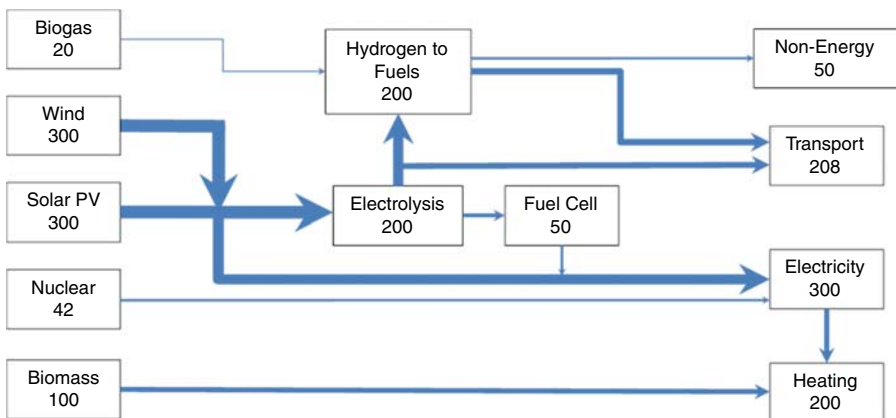 Biogas
20
Hydrogen to
Fuels
200
Non-Energy
50
Wind
300
Transport
208
Solar PV
300
Electrolysis
200
Fuel Cell
50
Nuclear
42
Electricity
300
Biomass
100
Heating
200